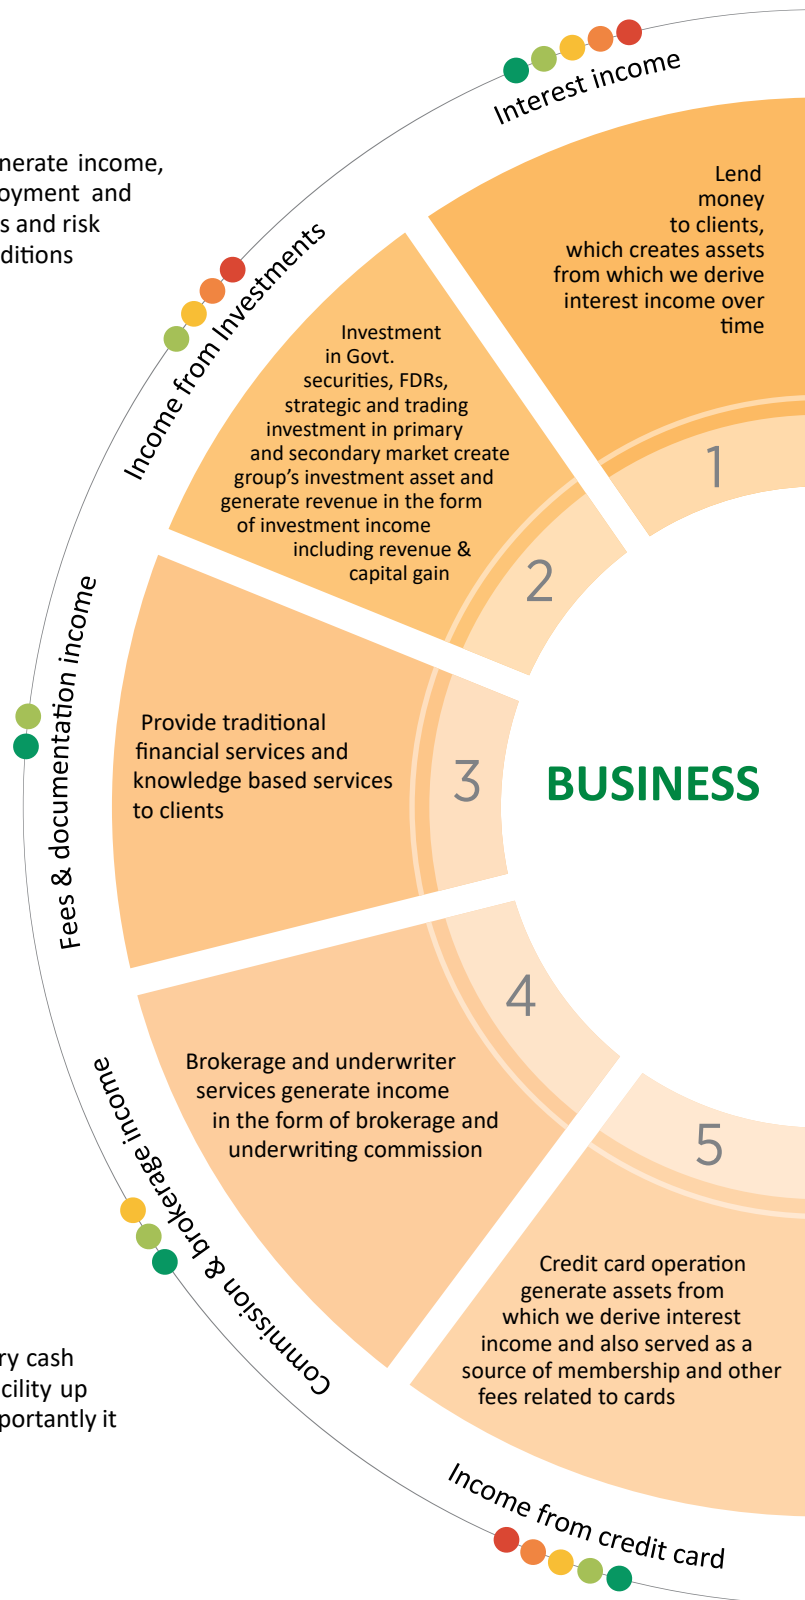 Interest income
Lend
money
to clients,
which creates assets
from which we derive
interest income over
time
1
nerate income,
oyment and
s and risk
ditions
Income from Investments
Investment
in Govt.
securities, FDRs,
strategic and trading
investment in primary
and secondary market create
group's investment asset and
generate revenue in the form
of investment income
including revenue &
capital gain
2
Fees & documentation income
Provide traditional
financial services and
knowledge based services
to clients
3
BUSINESS
Commission & brokerage income
Brokerage and underwriter
services generate income
in the form of brokerage and
underwriting commission
4
5
Credit card operation
generate assets from
which we derive interest
income and also served as a
source of membership and other
fees related to cards
Income from credit card
ry cash
cility up
portantly it